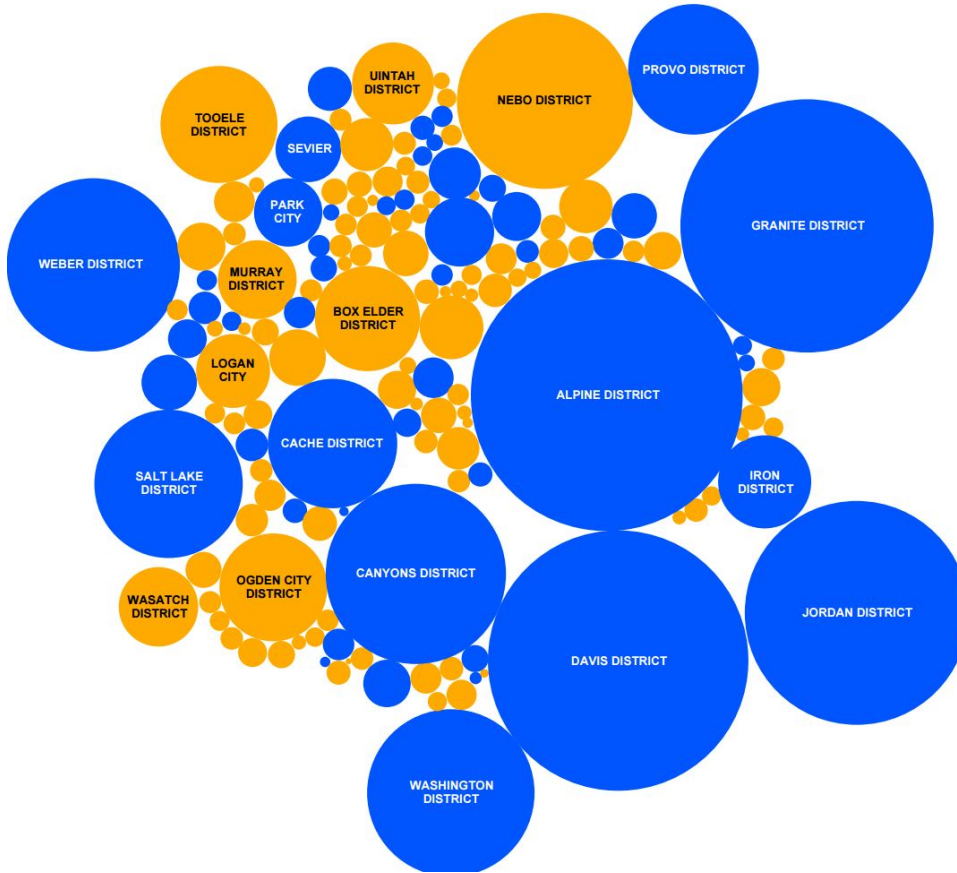 UINTAH
DISTRICT
PROVO DISTRICT
NEBO DISTRICT
TOOELE
DISTRICT
SEVIER
PARK
CITY
GRANITE DISTRICT
WEBER DISTRICT
MURRAY
DISTRICT
BOX ELDER
DISTRICT
LOGAN
CITY
ALPINE DISTRICT
CACHE DISTRICT
SALT LAKE
DISTRICT
IRON
DISTRICT
CANYONS DISTRICT
OGDEN CITY
DISTRICT
WASATCH
DISTRICT
JORDAN DISTRICT
DAVIS DISTRICT
WASHINGTON
DISTRICT